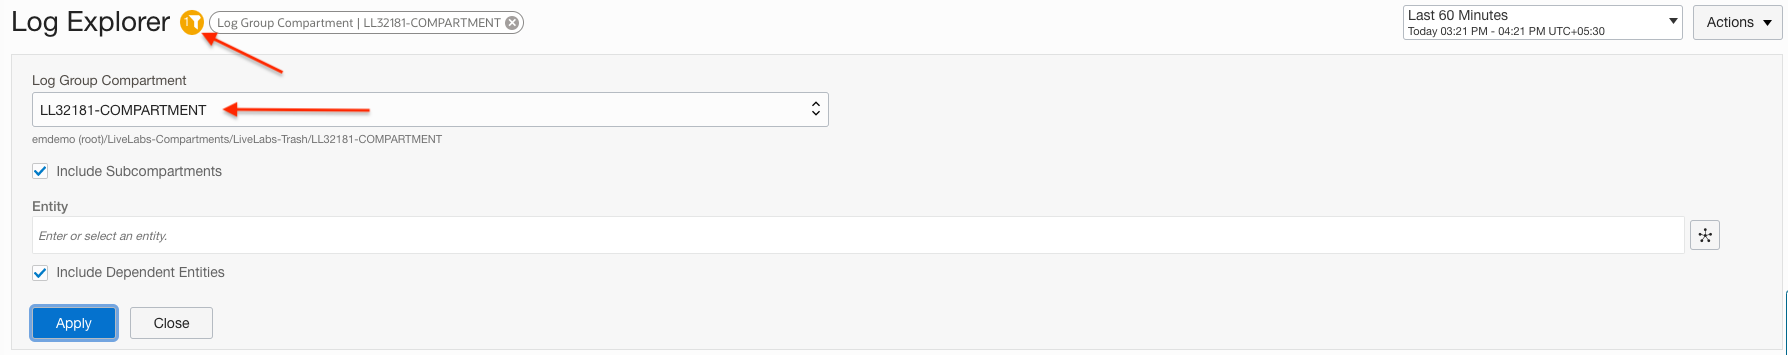 Log Explorer 1 Log Group Compartment | LL32181-COMPARTMENT
Last 60 Minutes
Today 03:21 PM - 04:21 PM UTC+05:30
Actions
Log Group Compartment
LL32181-COMPARTMENT
emdemo (root)/LiveLabs-Compartments/LiveLabs-Trash/LL32181-COMPARTMENT
Include Subcompartments
Entity
Enter or select an entity.
Include Dependent Entities
Apply Close